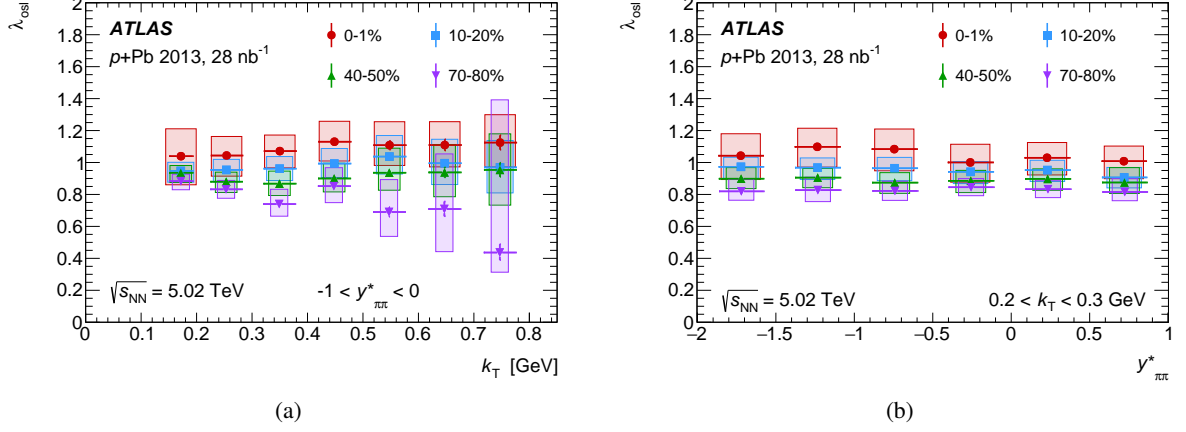 λosl
2
1.8
1.6
1.4
1.2
1
0.8
0.6
0.4
0.2
0
ATLAS
p+Pb 2013, 28 nb⁻¹
0-1%
10-20%
40-50%
70-80%
√sNN = 5.02 TeV
-1 < y*ππ < 0
0 0.1 0.2 0.3 0.4 0.5 0.6 0.7 0.8
kT [GeV]
(a)
λosl
2
1.8
1.6
1.4
1.2
1
0.8
0.6
0.4
0.2
0
ATLAS
p+Pb 2013, 28 nb⁻¹
0-1%
10-20%
40-50%
70-80%
√sNN = 5.02 TeV
0.2 < kT < 0.3 GeV
−2 −1.5 −1 −0.5 0 0.5 1
y*ππ
(b)